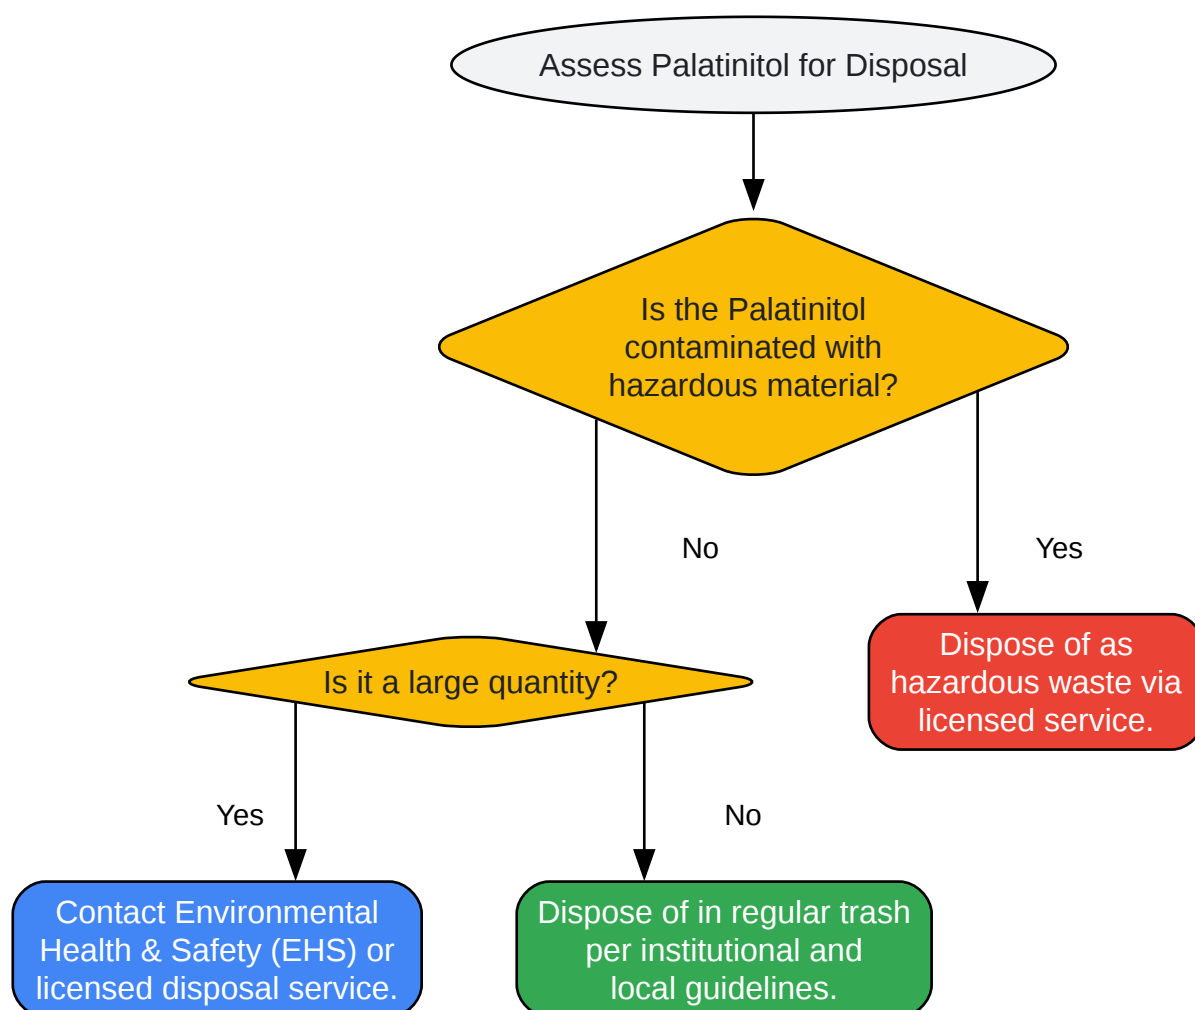 Assess Palatinitol for Disposal
Is the Palatinitol
contaminated with
hazardous material?
No
Yes
Dispose of as
hazardous waste via
licensed service.
Is it a large quantity?
Yes
No
Contact Environmental
Health & Safety (EHS) or
licensed disposal service.
Dispose of in regular trash
per institutional and
local guidelines.